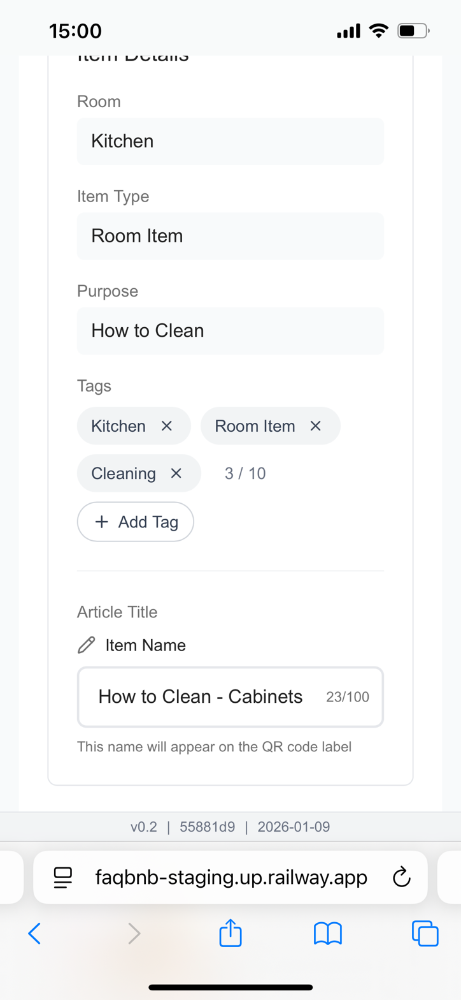 15:00
Item Details
Room
Kitchen
Item Type
Room Item
Purpose
How to Clean
Tags
Kitchen ×
Room Item ×
Cleaning × 3 / 10
+ Add Tag
Article Title
Item Name
How to Clean - Cabinets 23/100
This name will appear on the QR code label
v0.2 | 55881d9 | 2026-01-09
faqbnb-staging.up.railway.app